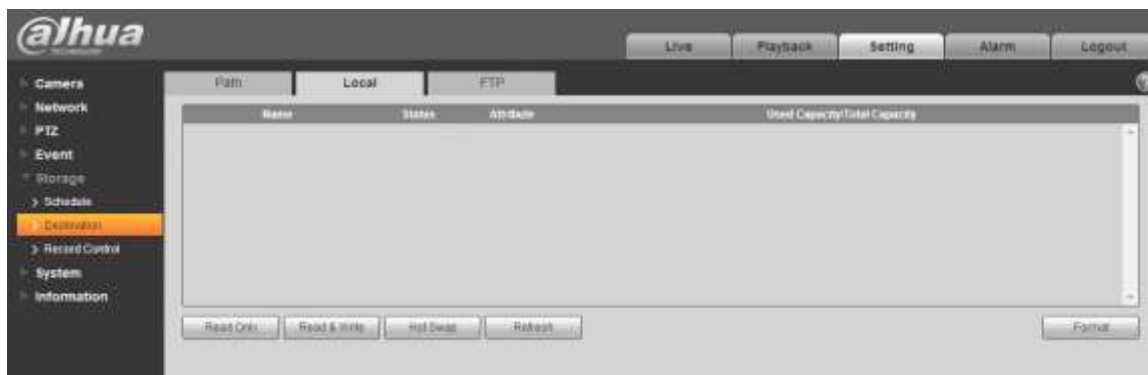 alhua
TECHNOLOGY
Live Playback Setting Alarm Logout
Camera
Network
PTZ
Event
Storage
Schedule
Destination
Record Control
System
Information
Path Local FTP
Name Status Attribute Used Capacity/Total Capacity
Read Only Read & Write Hot Swap Refresh Format